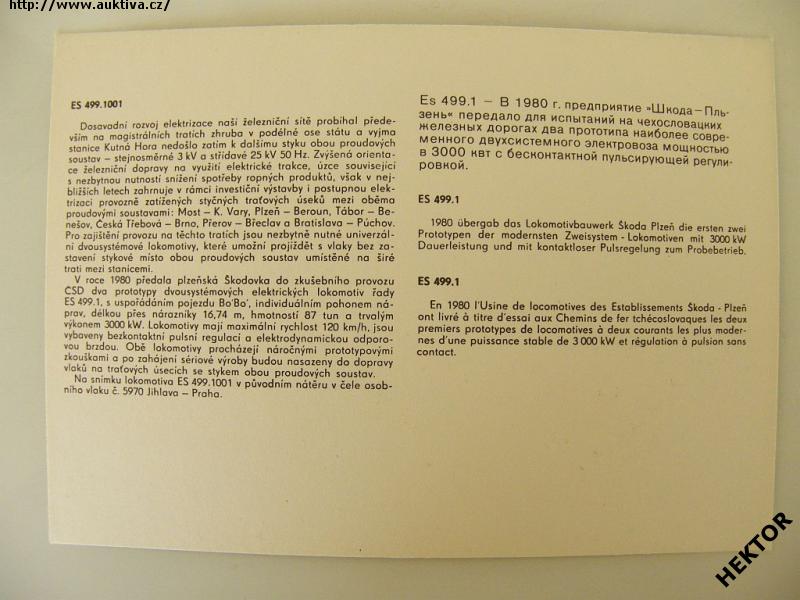 http://www.auktiva.cz/
ES 499.1001
Dosavadní rozvoj elektrizace naší železniční sítě probíhal přede-
vším na magistrálních tratích zhruba v podélné ose státu a vyjma
stanice Kutná Hora nedošlo zatím k dalšímu styku obou proudových
soustav – stejnosměrné 3 kV a střídavé 25 kV 50 Hz. Zvýšená orienta-
ce železniční dopravy na využití elektrické trakce, úzce související
s nezbytnou nutností snížení spotřeby ropných produktů, však v nej-
bližších letech zahrnuje v rámci investiční výstavby i postupnou elek-
trizaci provozně zatížených styčných traťových úseků mezi oběma
proudovými soustavami: Most – K. Vary, Plzeň – Beroun, Tábor – Be-
nešov, Česká Třebová – Brno, Přerov – Břeclav a Bratislava – Púchov.
Pro zajištění provozu na těchto tratích jsou nezbytně nutné univerzál-
ní dvousystémové lokomotivy, které umožní projíždět s vlaky bez za-
stavení stykové místo obou proudových soustav umístěné na širé
trati mezi stanicemi.
V roce 1980 předala plzeňská Škodovka do zkušebního provozu
ČSD dva prototypy dvousystémových elektrických lokomotiv řady
ES 499.1, s uspořádáním pojezdu Bo'Bo', individuálním pohonem ná-
prav, délkou přes nárazníky 16,74 m, hmotností 87 tun a trvalým
výkonem 3000 kW. Lokomotivy mají maximální rychlost 120 km/h, jsou
vybaveny bezkontaktní pulsní regulací a elektrodynamickou odporo-
vou brzdou. Obě lokomotivy procházejí náročnými prototypovými
zkouškami a po zahájení sériové výroby budou nasazeny do dopravy
vlaků na traťových úsecích se stykem obou proudových soustav.
Na snímku lokomotiva ES 499.1001 v původním nátěru v čele osob-
ního vlaku č. 5970 Jihlava – Praha.
Es 499.1 – В 1980 г. предприятие »Шкода–Пль-
зень« передало для испытаний на чехословацких
железных дорогах два прототипа наиболее совре-
менного двухсистемного электровоза мощностью
в 3000 квт с бесконтактной пульсирующей регули-
ровкой.
ES 499.1
1980 übergab das Lokomotivbauwerk Škoda Plzeň die ersten zwei
Prototypen der modernsten Zweisystem - Lokomotiven mit 3000 kW
Dauerleistung und mit kontaktloser Pulsregelung zum Probebetrieb.
ES 499.1
En 1980 l'Usine de locomotives des Establissements Škoda - Plzeň
ont livré à titre d'essai aux Chemins de fer tchécoslovaques les deux
premiers prototypes de locomotives à deux courants les plus moder-
nes d'une puissance stable de 3 000 kW et régulation à pulsion sans
contact.
HEKTOR